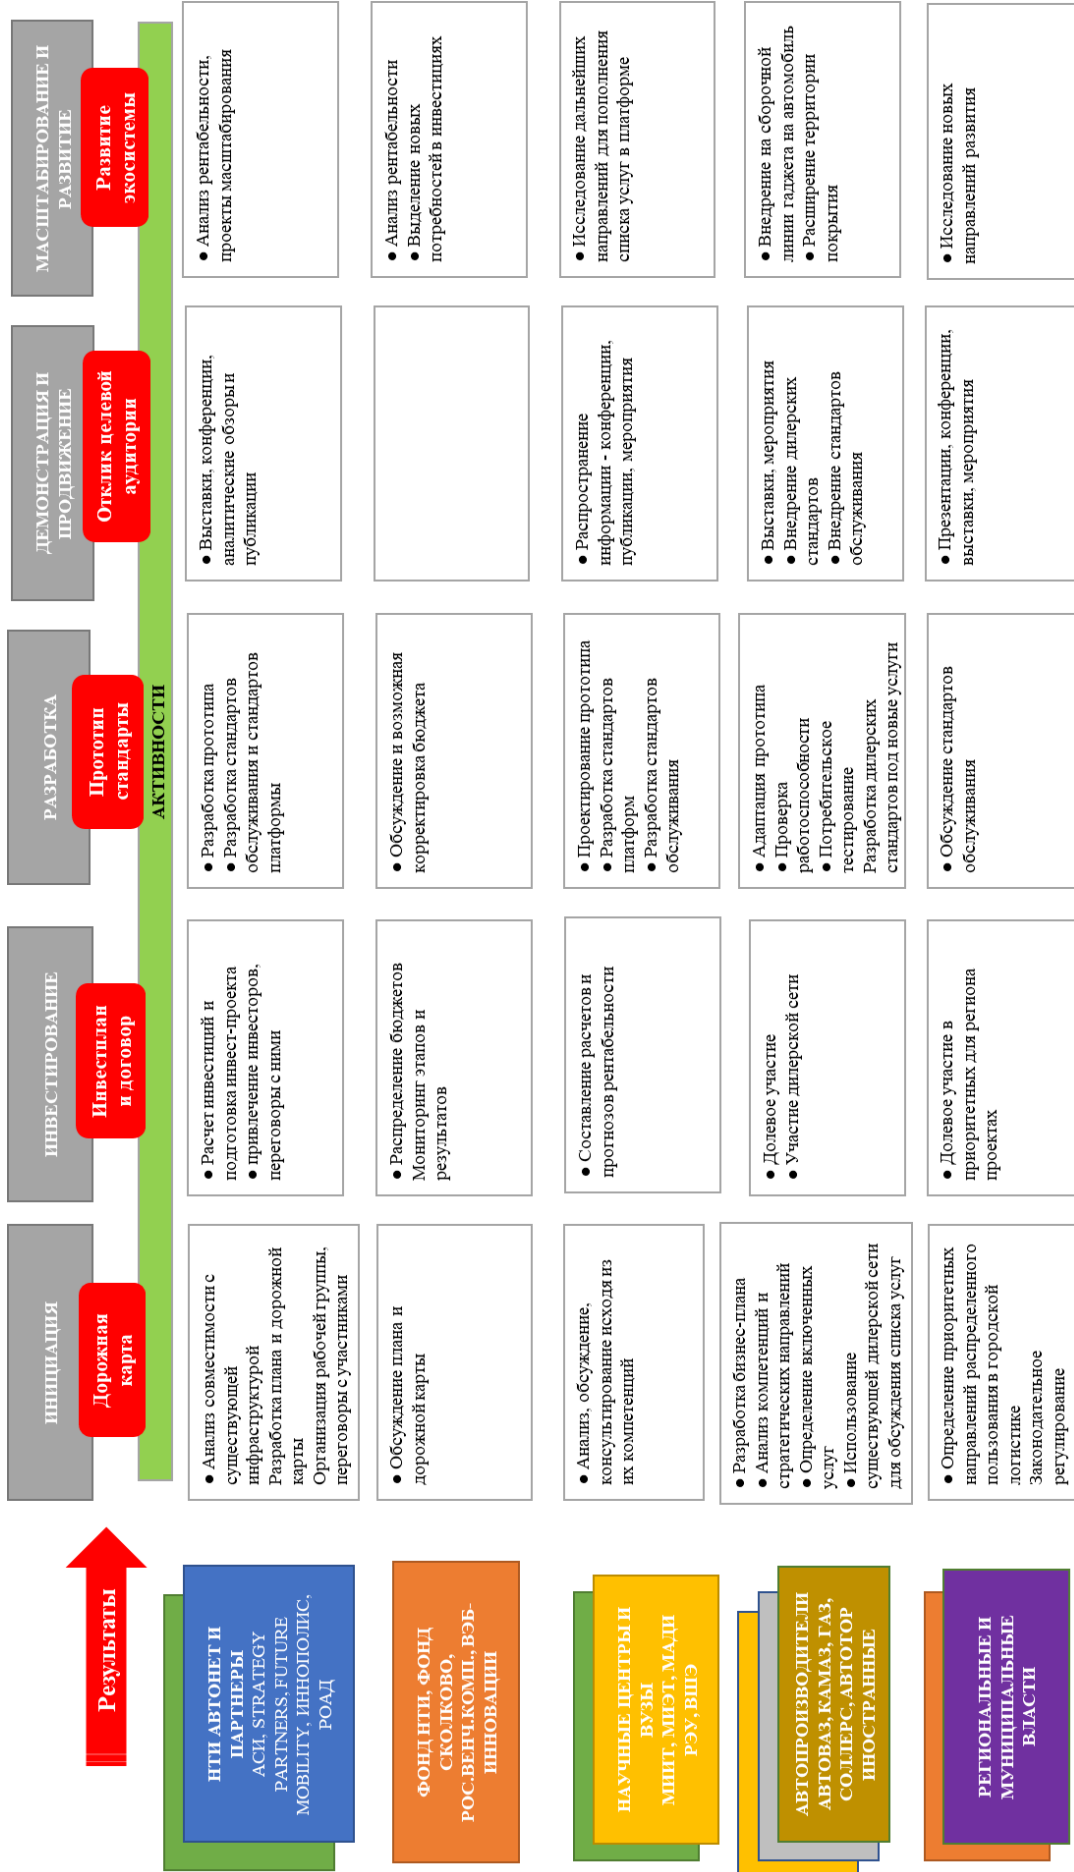 Результаты
ИНИЦИАЦИЯ
Дорожная
карта
ИНВЕСТИРОВАНИЕ
Инвестплан
и договор
РАЗРАБОТКА
Прототип
стандарты
ДЕМОНСТРАЦИЯ И
ПРОДВИЖЕНИЕ
Отклик целевой
аудитории
МАСШТАБИРОВАНИЕ И
РАЗВИТИЕ
Развитие
экосистемы
АКТИВНОСТИ
НТИ АВТОНЕТ И
ПАРТНЕРЫ
АСИ, STRATEGY
PARTNERS, FUTURE
MOBILITY, ИННОПОЛИС,
РОАД
● Анализ совместимости с
существующей
инфраструктурой
Разработка плана и дорожной
карты
Организация рабочей группы,
переговоры с участниками
● Расчет инвестиций и
подготовка инвест-проекта
● привлечение инвесторов,
переговоры с ними
● Разработка прототипа
● Разработка стандартов
обслуживания и стандартов
платформы
● Выставки, конференции,
аналитические обзоры и
публикации
● Анализ рентабельности,
проекты масштабирования
ФОНД НТИ, ФОНД
СКОЛКОВО,
РОС.ВЕНЧ.КОМП., ВЭБ-
ИННОВАЦИИ
● Обсуждение плана и
дорожной карты
● Распределение бюджетов
Мониторинг этапов и
результатов
● Обсуждение и возможная
корректировка бюджета
● Анализ рентабельности
● Выделение новых
потребностей в инвестициях
НАУЧНЫЕ ЦЕНТРЫ И
ВУЗЫ
МИИТ, МИЭТ, МАДИ
РЭУ, ВШЭ
● Анализ, обсуждение,
консультирование исходя из
их компетенций
● Составление расчетов и
прогнозов рентабельности
● Проектирование прототипа
● Разработка стандартов
платформ
● Разработка стандартов
обслуживания
● Распространение
информации - конференции,
публикации, мероприятия
● Исследование дальнейших
направлений для пополнения
списка услуг в платформе
АВТОПРОИЗВОДИТЕЛИ
АВТОВАЗ, КАМАЗ, ГАЗ,
СОЛЛЕРС, АВТОТОР
ИНОСТРАННЫЕ
● Разработка бизнес-плана
● Анализ компетенций и
стратегических направлений
● Определение включенных
услуг
● Использование
существующей дилерской сети
для обсуждения списка услуг
● Долевое участие
● Участие дилерской сети
● Адаптация прототипа
● Проверка
работоспособности
● Потребительское
тестирование
Разработка дилерских
стандартов под новые услуги
● Выставки, мероприятия
● Внедрение дилерских
стандартов
● Внедрение стандартов
обслуживания
● Внедрение на сборочной
линии гаджета на автомобиль
● Расширение территории
покрытия
РЕГИОНАЛЬНЫЕ И
МУНИЦИПАЛЬНЫЕ
ВЛАСТИ
● Определение приоритетных
направлений распределенного
пользования в городской
логистике
Законодательное
регулирование
● Долевое участие в
приоритетных для региона
проектах
● Обсуждение стандартов
обслуживания
● Презентации, конференции,
выставки, мероприятия
● Исследование новых
направлений развития